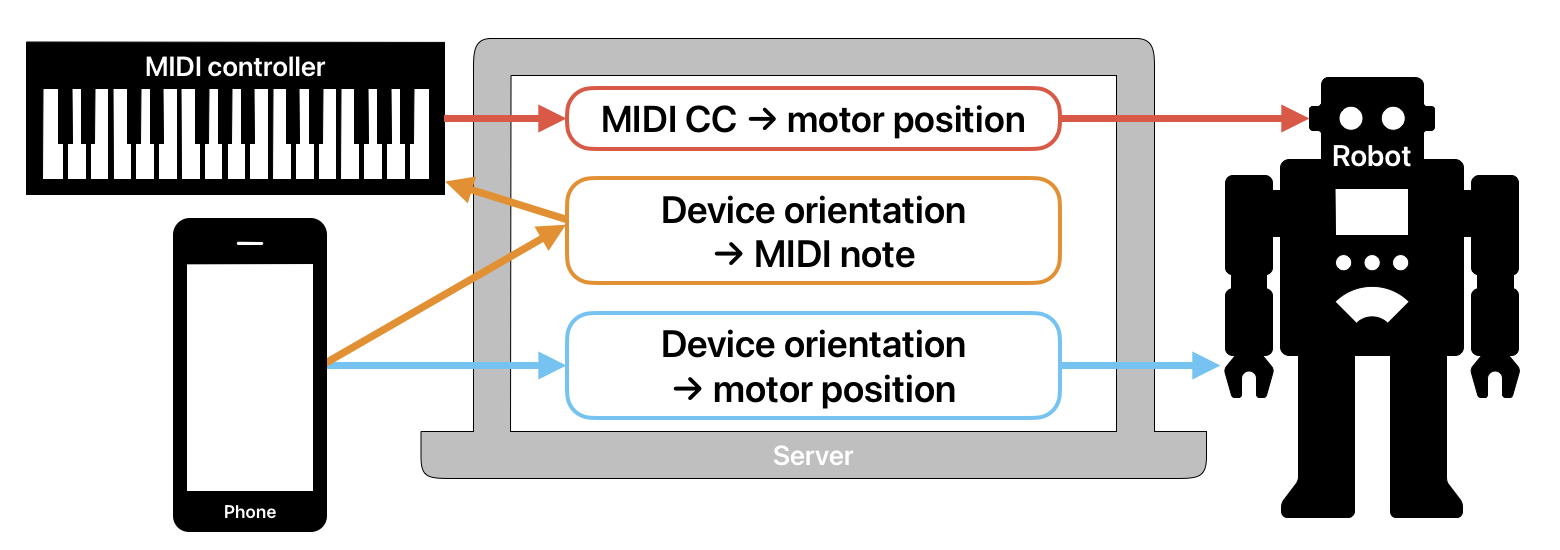 MIDI controller
MIDI CC → motor position
Robot
Device orientation
→ MIDI note
Device orientation
→ motor position
Server
Phone